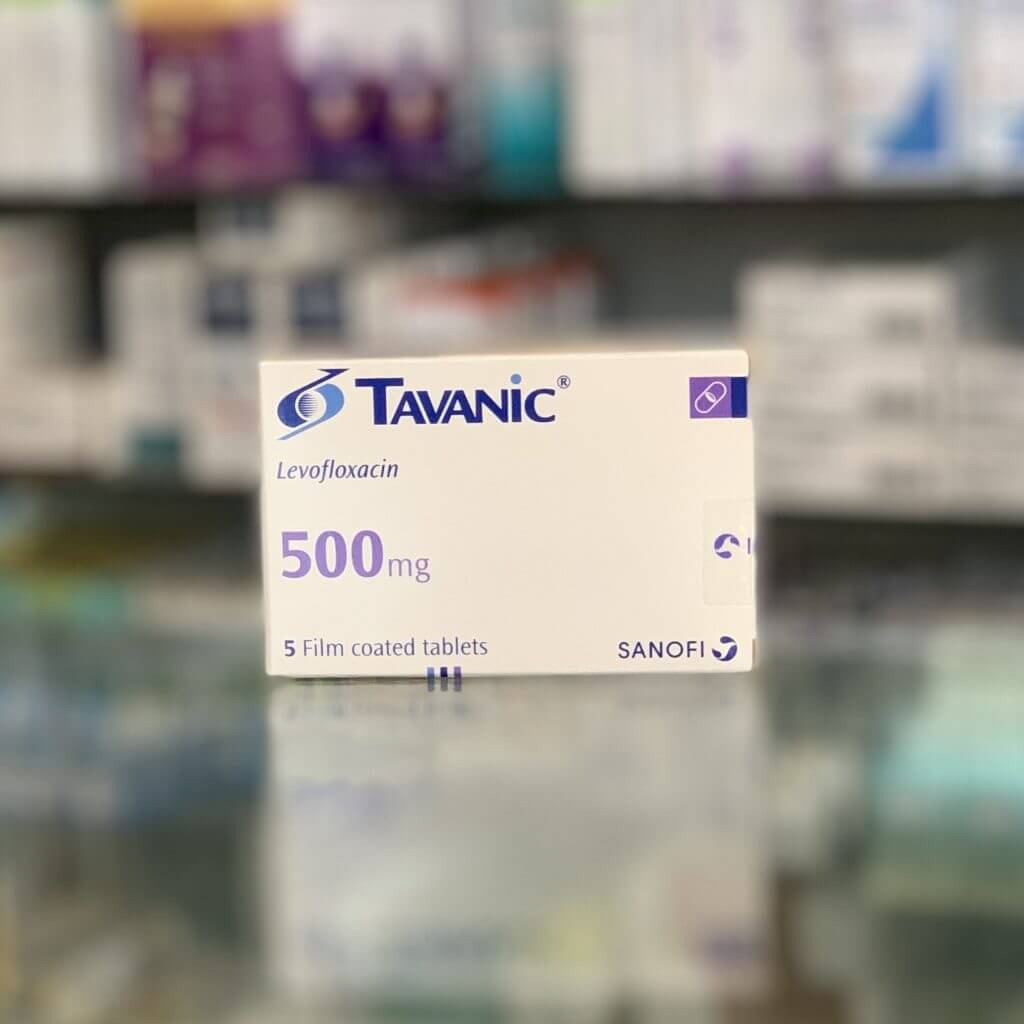 TAVANIC®
Levofloxacin
500mg
5 Film coated tablets
SANOFI